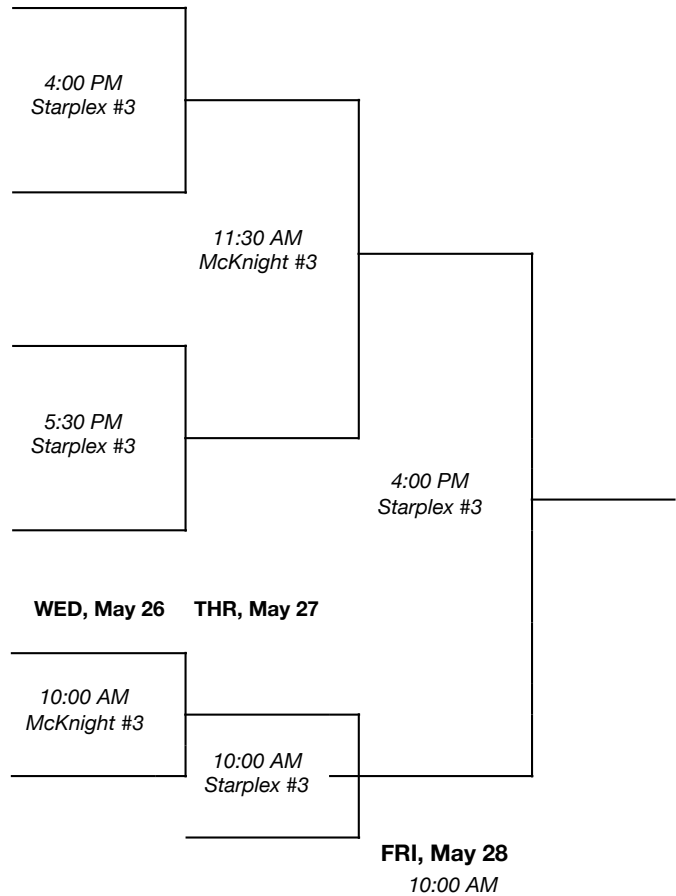 4:00 PM
Starplex #3
11:30 AM
McKnight #3
5:30 PM
Starplex #3
4:00 PM
Starplex #3
WED, May 26
THR, May 27
10:00 AM
McKnight #3
10:00 AM
Starplex #3
FRI, May 28
10:00 AM